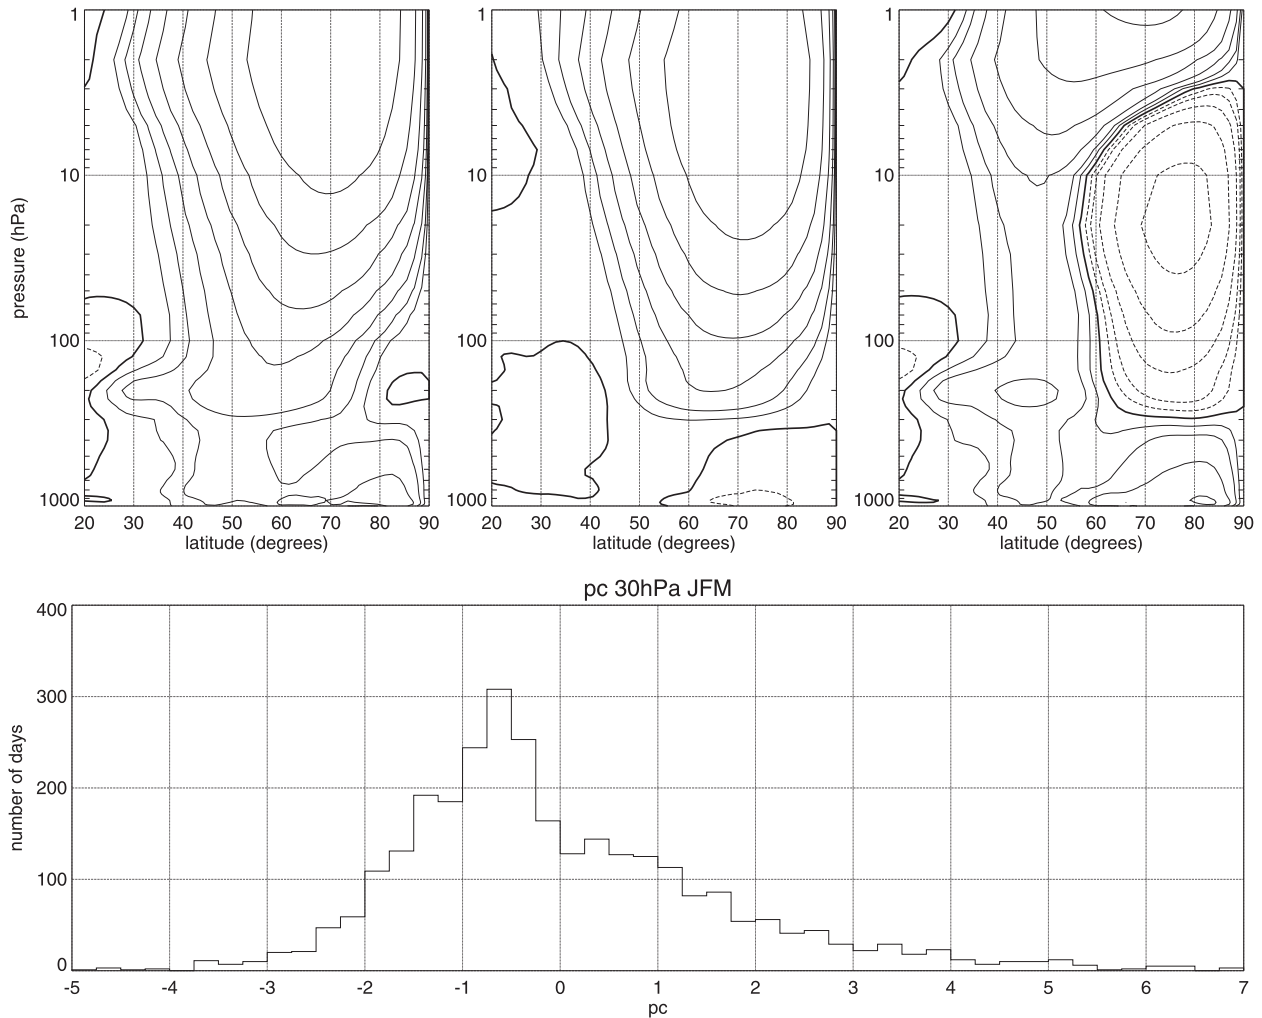 1 1 1
10 10 10
100 100 100
1000 1000 1000
pressure (hPa)
20 30 40 50 60 70 80 90 20 30 40 50 60 70 80 90 20 30 40 50 60 70 80 90
latitude (degrees) latitude (degrees) latitude (degrees)
pc 30hPa JFM
400
300
200
100
0
number of days
-5 -4 -3 -2 -1 0 1 2 3 4 5 6 7
pc